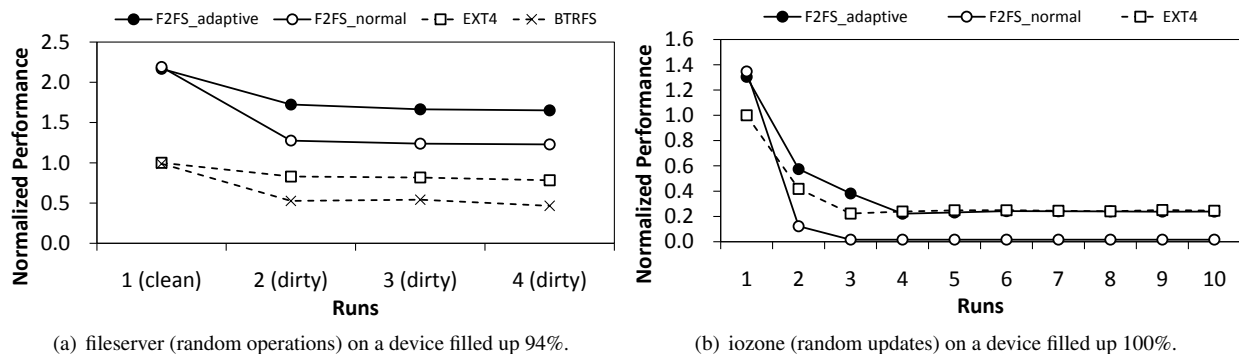 F2FS_adaptive F2FS_normal EXT4 BTRFS
2.5
2.0
1.5
1.0
0.5
0.0
Normalized Performance
1 (clean) 2 (dirty) 3 (dirty) 4 (dirty)
Runs
(a) fileserver (random operations) on a device filled up 94%.
F2FS_adaptive F2FS_normal EXT4
1.6
1.4
1.2
1.0
0.8
0.6
0.4
0.2
0.0
Normalized Performance
1 2 3 4 5 6 7 8 9 10
Runs
(b) iozone (random updates) on a device filled up 100%.